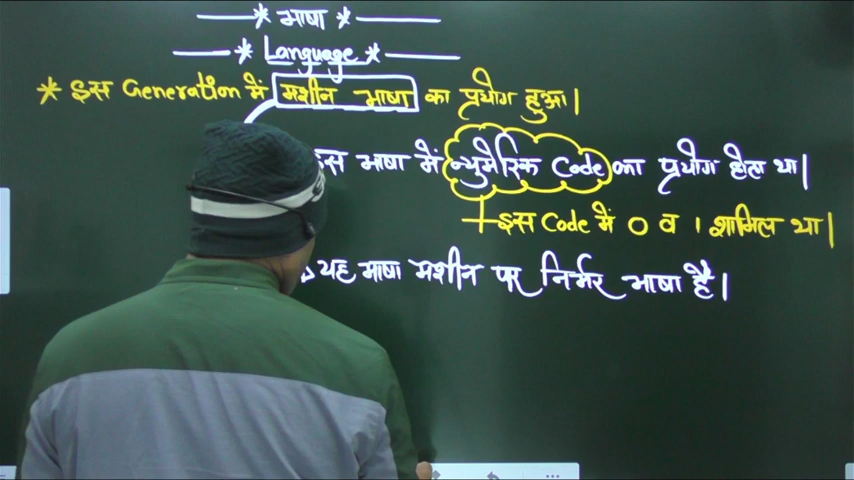 * भाषा *
* Language *
* इस Generation में मशीन भाषा का प्रयोग हुआ।
इस भाषा में न्युमेरिक Code का प्रयोग होता था।
इस Code में 0 व 1 शामिल था।
यह भाषा मशीन पर निर्भर भाषा है।